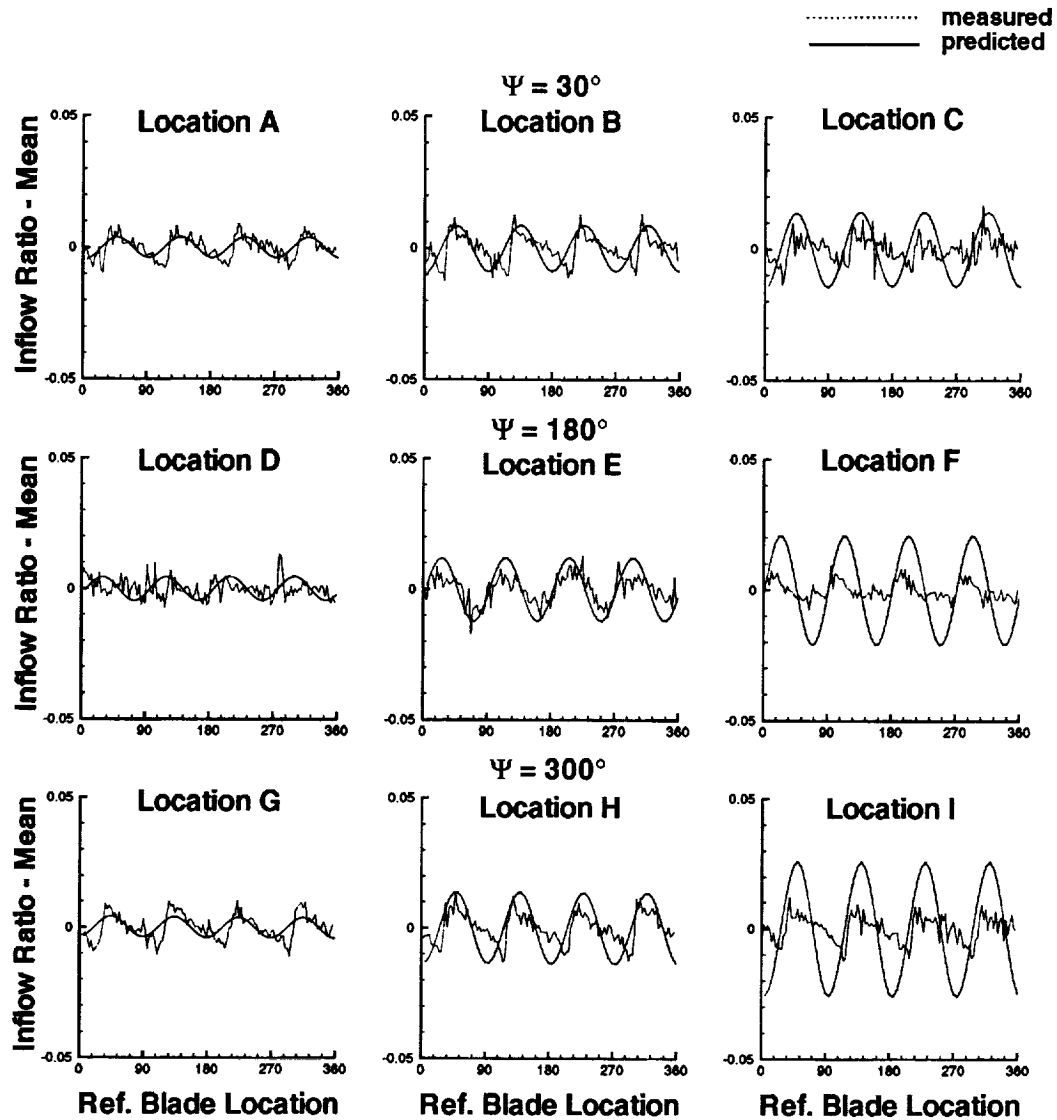 measured
predicted
Ψ = 30°
Location A
Location B
Location C
0.05
0
-0.05
0 90 180 270 360
0.05
0
-0.05
0 90 180 270 360
0.05
0
-0.05
0 90 180 270 360
Inflow Ratio - Mean
Ψ = 180°
Location D
Location E
Location F
0.05
0
-0.05
0 90 180 270 360
0.05
0
-0.05
0 90 180 270 360
0.05
0
-0.05
0 90 180 270 360
Inflow Ratio - Mean
Ψ = 300°
Location G
Location H
Location I
0.05
0
-0.05
0 90 180 270 360
0.05
0
-0.05
0 90 180 270 360
0.05
0
-0.05
0 90 180 270 360
Inflow Ratio - Mean
Ref. Blade Location
Ref. Blade Location
Ref. Blade Location